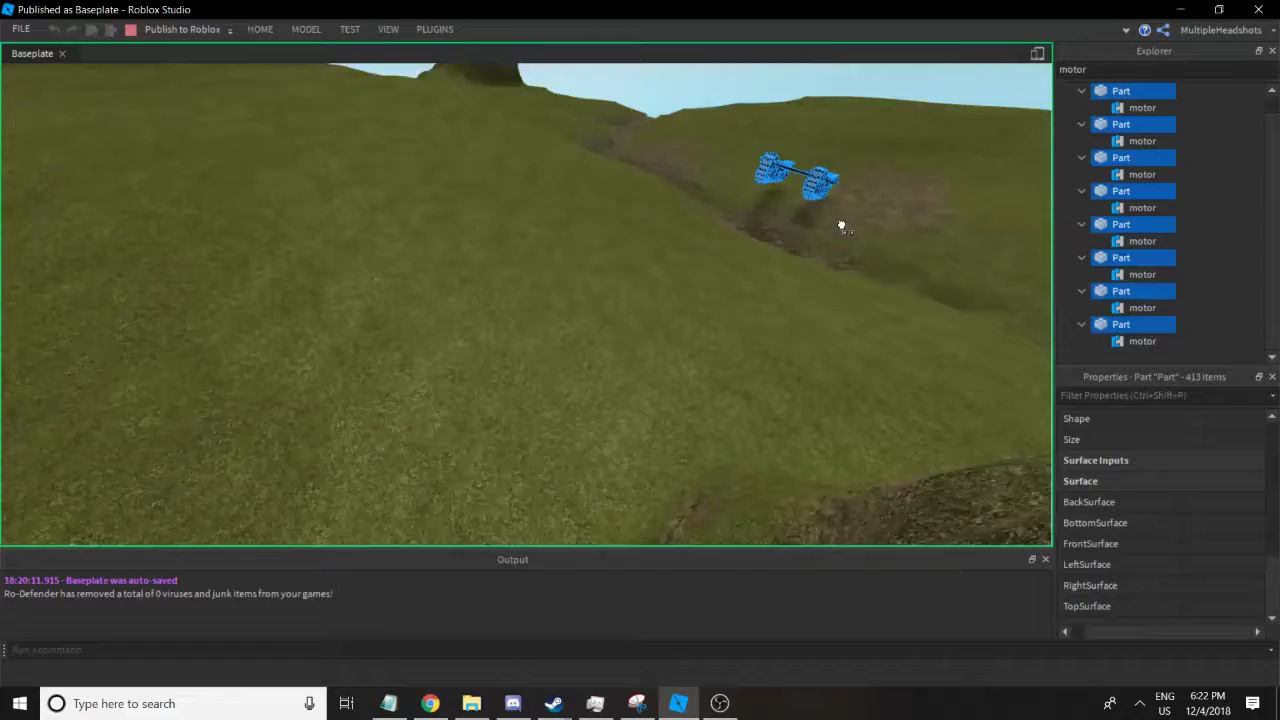 Published as Baseplate - Roblox Studio
FILE
Publish to Roblox
HOME
MODEL
TEST
VIEW
PLUGINS
MultipleHeadshots
Baseplate
Explorer
motor
Part
motor
Part
motor
Part
motor
Part
motor
Part
motor
Part
motor
Part
motor
Part
motor
Properties - Part "Part" - 413 items
Filter Properties (Ctrl+Shift+P)
Shape
Size
Surface Inputs
Surface
BackSurface
BottomSurface
FrontSurface
LeftSurface
RightSurface
TopSurface
Output
18:20:11.915 - Baseplate was auto-saved
Ro-Defender has removed a total of 0 viruses and junk items from your games!
Run a command
Type here to search
ENG
US
6:22 PM
12/4/2018